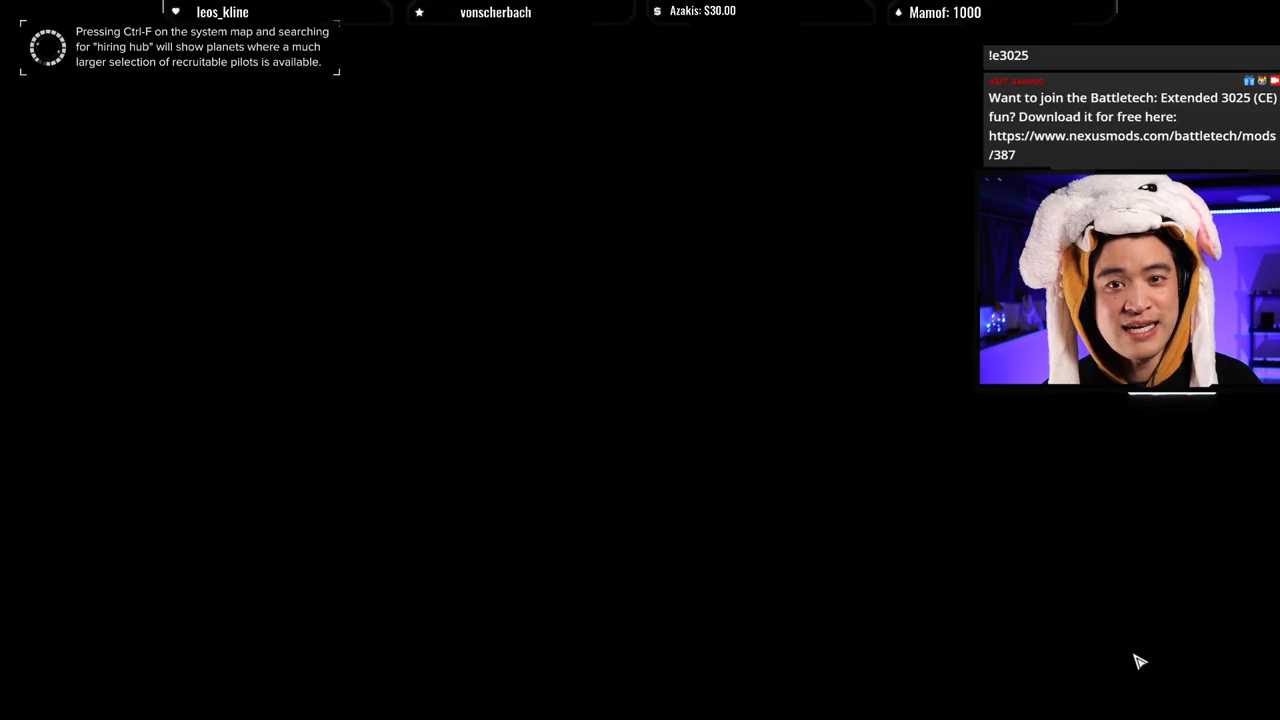 leos_kline
vonscherbach
Azakis: $30.00
Mamof: 1000
Pressing Ctrl-F on the system map and searching
for "hiring hub" will show planets where a much
larger selection of recruitable pilots is available.
!e3025
Want to join the Battletech: Extended 3025 (CE)
fun? Download it for free here:
https://www.nexusmods.com/battletech/mods
/387